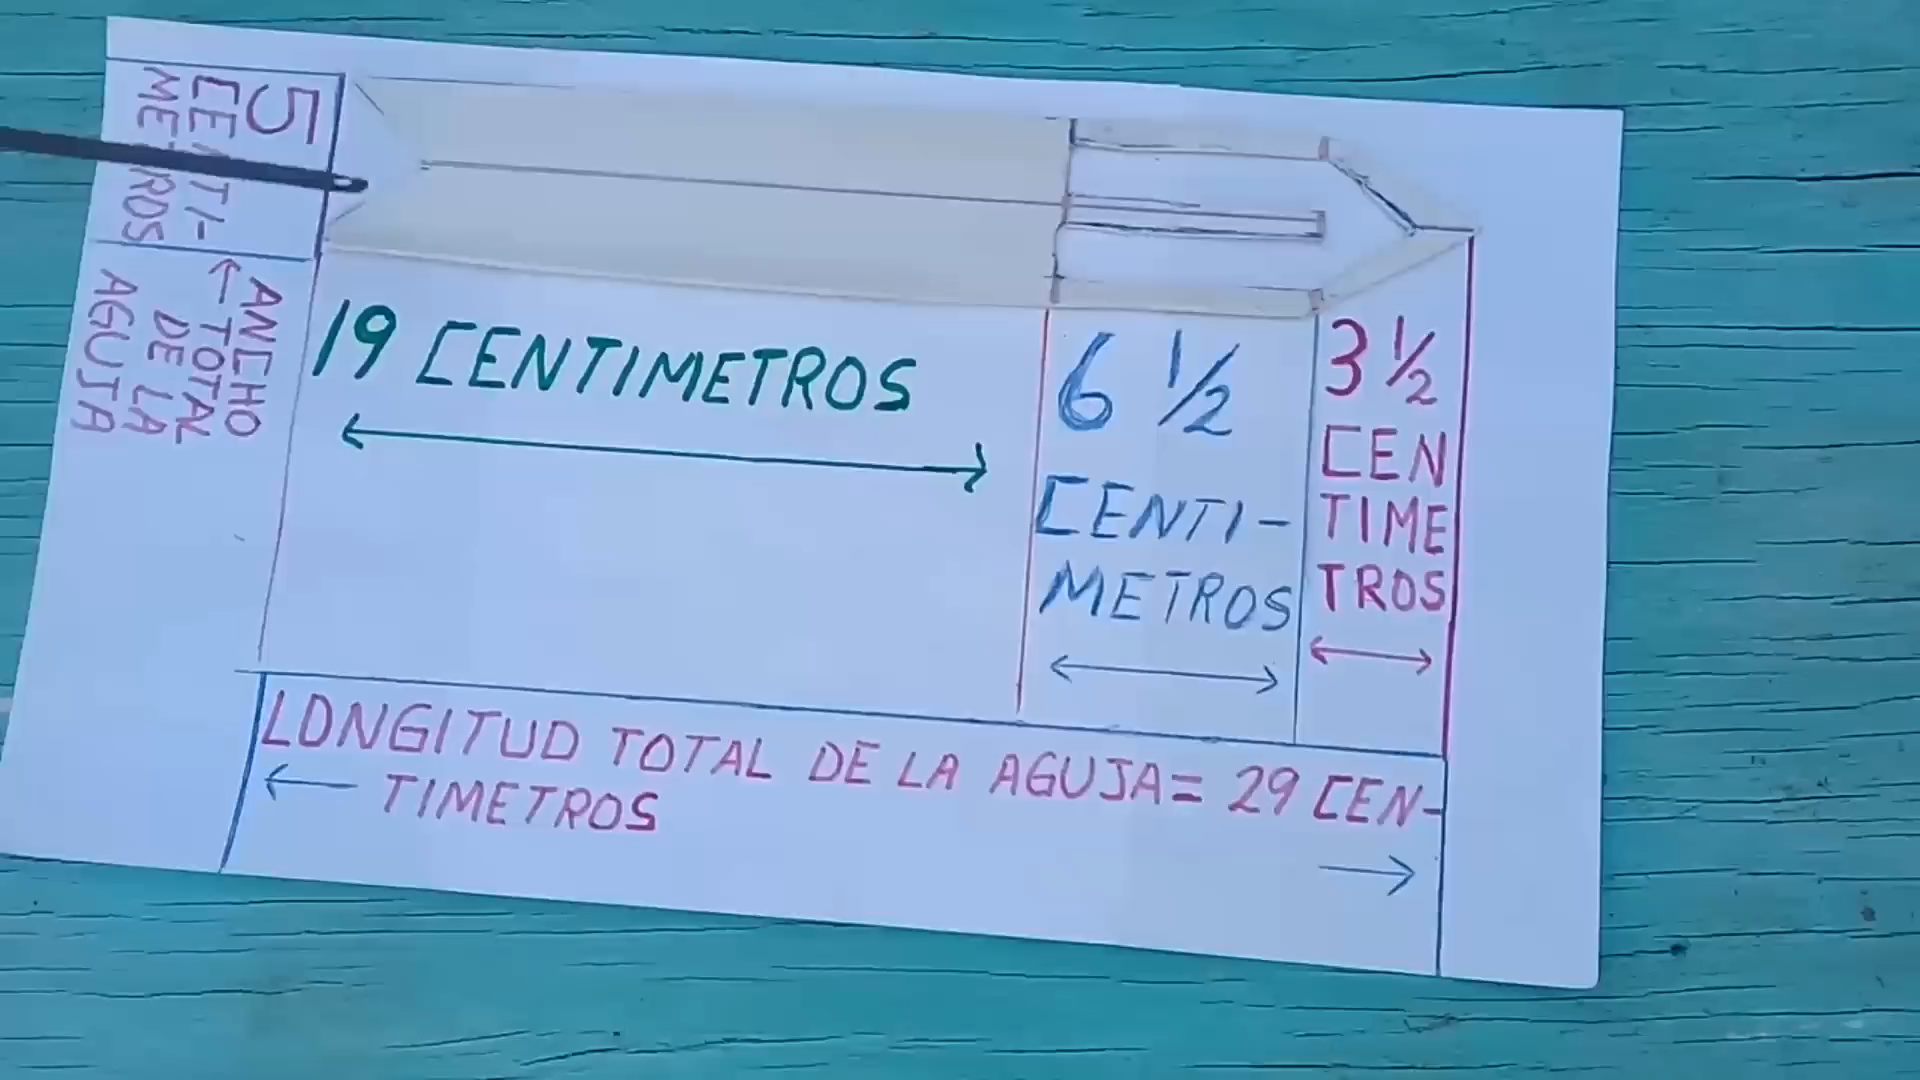 5
CENTI-
METROS
ANCHO
← TOTAL
DE LA
AGUJA
19 CENTIMETROS
6 ½
CENTI-
METROS
3 ½
CEN
TIME
TROS
LONGITUD TOTAL DE LA AGUJA= 29 CEN-
TIMETROS